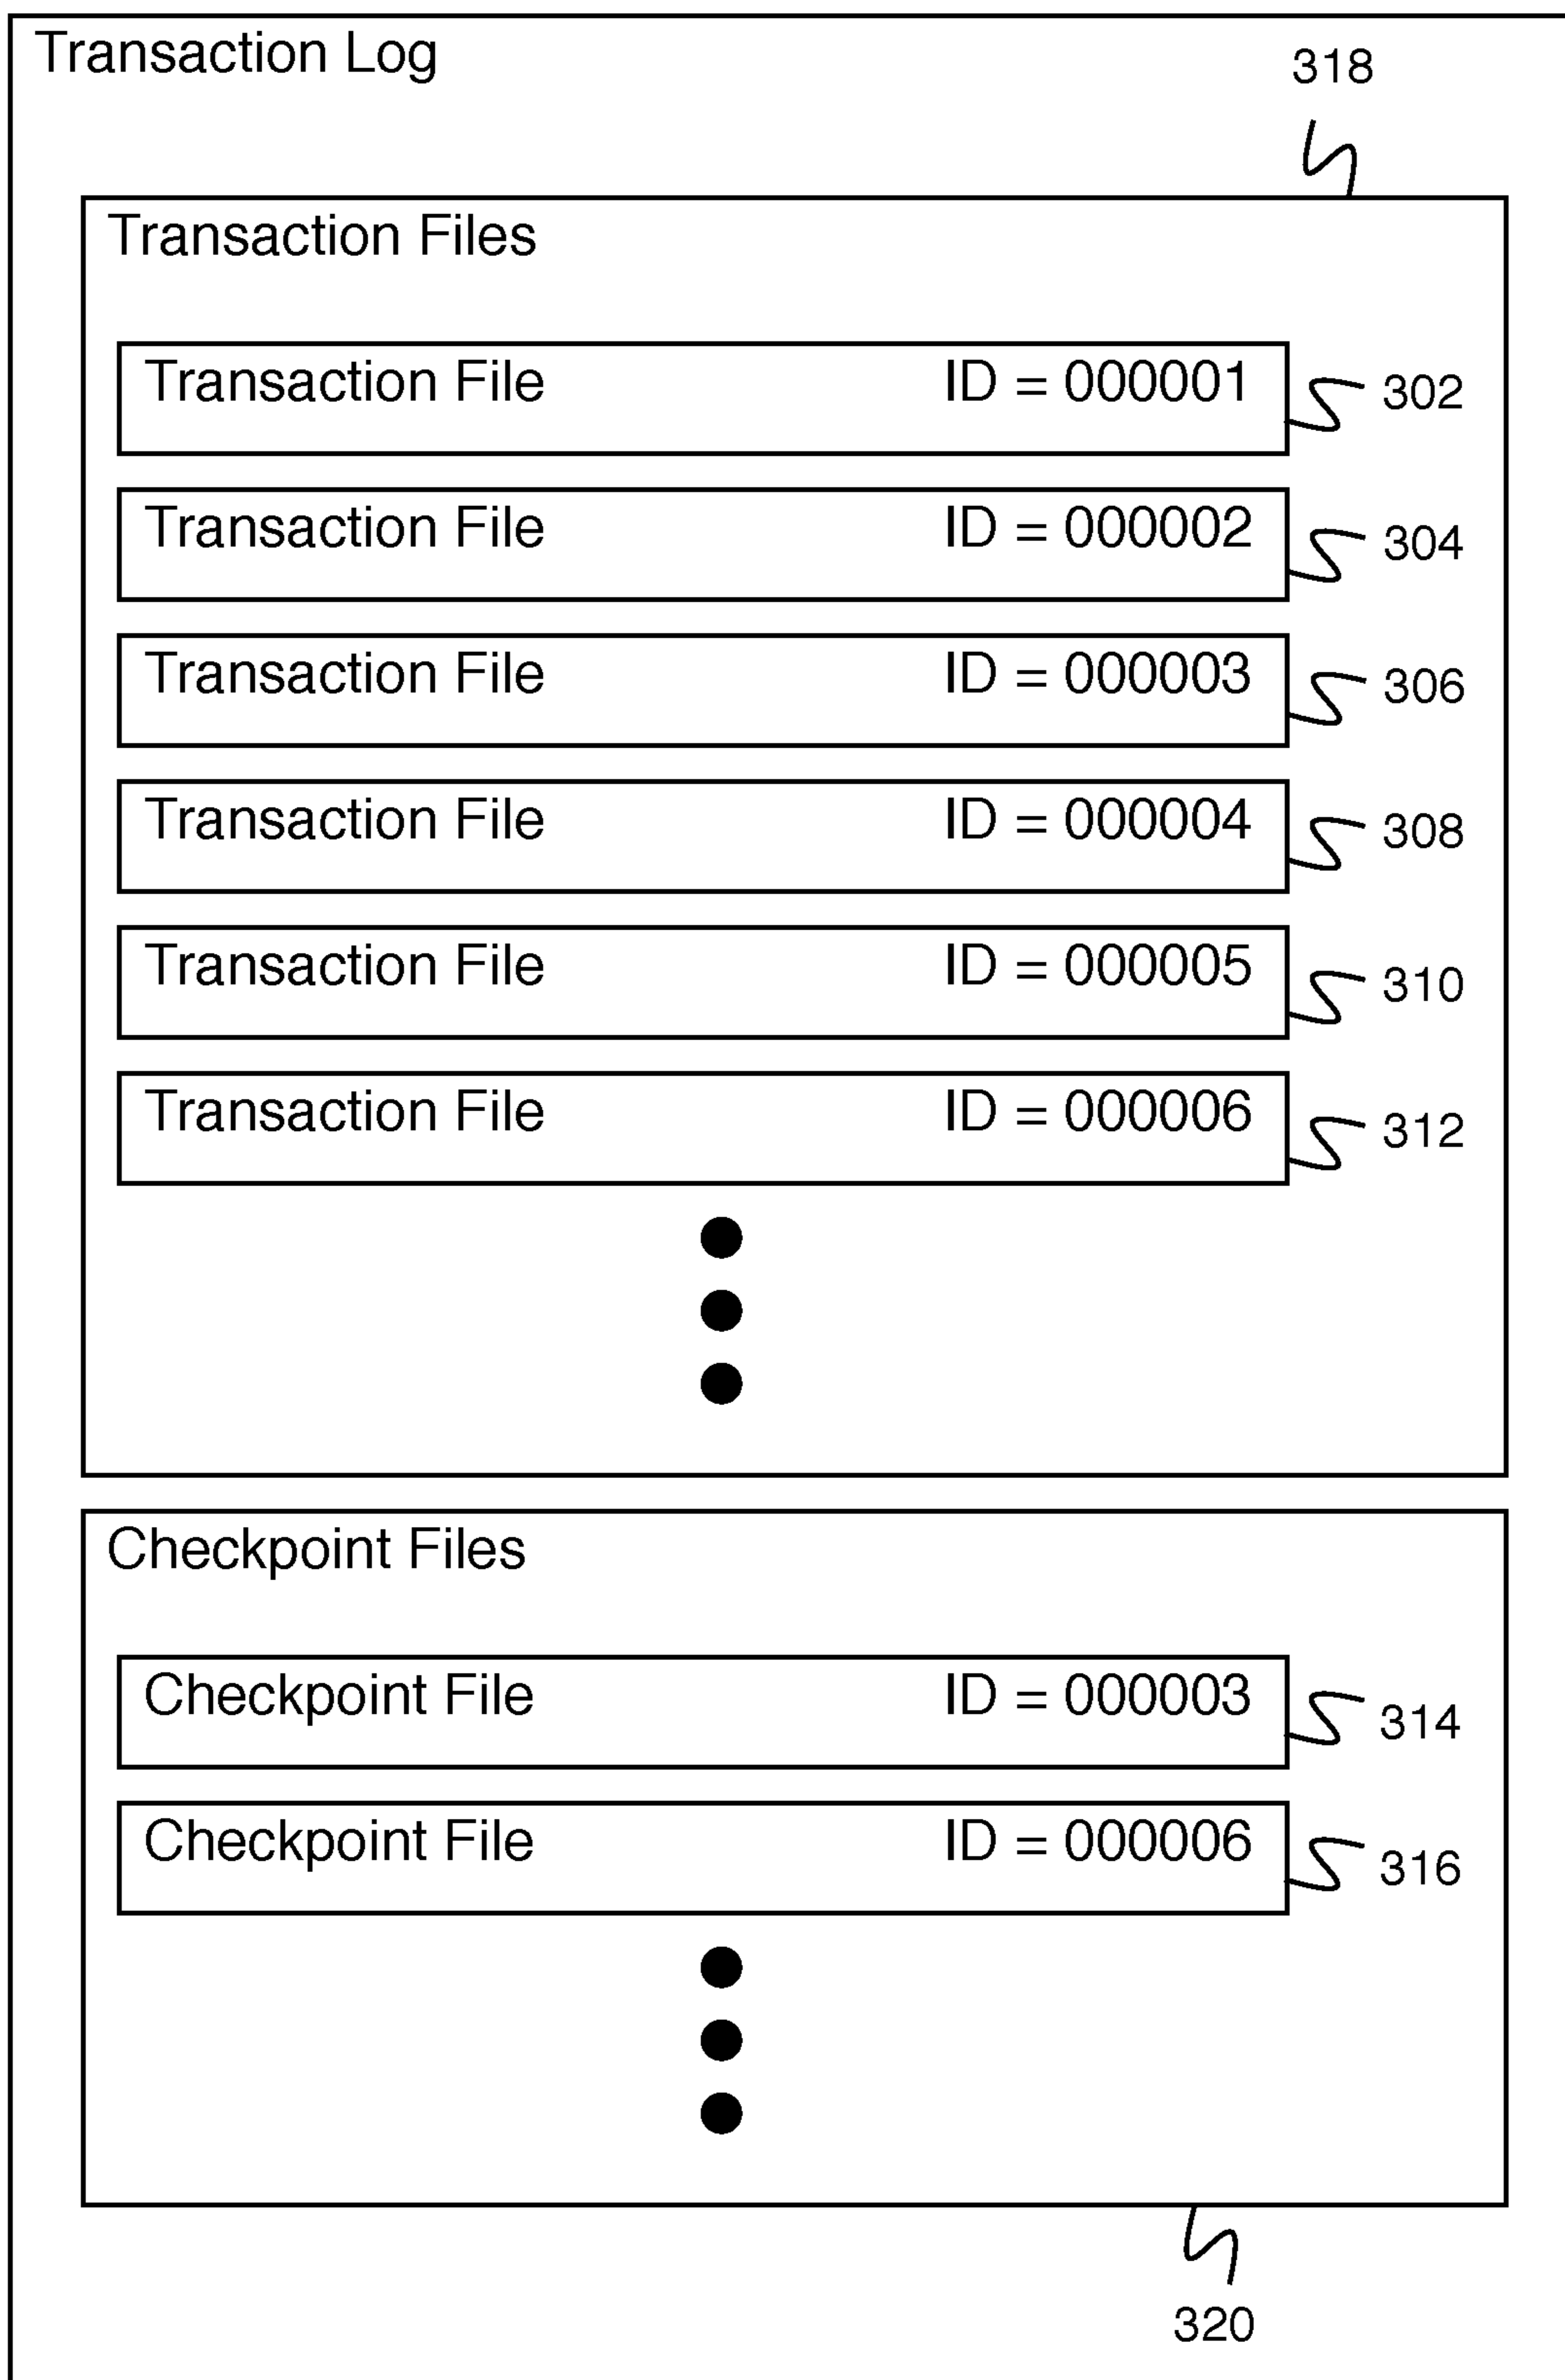 Transaction Log
318
Transaction Files
Transaction File ID = 000001 302
Transaction File ID = 000002 304
Transaction File ID = 000003 306
Transaction File ID = 000004 308
Transaction File ID = 000005 310
Transaction File ID = 000006 312
Checkpoint Files
Checkpoint File ID = 000003 314
Checkpoint File ID = 000006 316
320